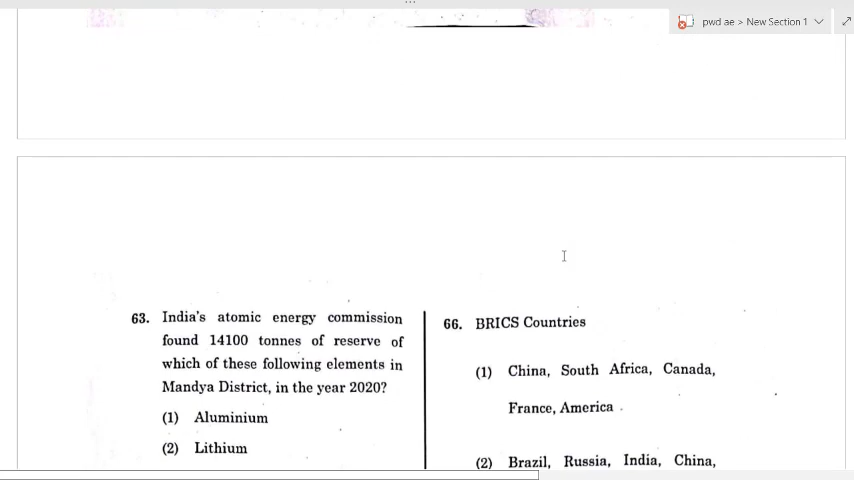 pwd ae > New Section 1
63. India's atomic energy commission
found 14100 tonnes of reserve of
which of these following elements in
Mandya District, in the year 2020?
(1) Aluminium
(2) Lithium
66. BRICS Countries
(1) China, South Africa, Canada,
France, America
(2) Brazil, Russia, India, China,